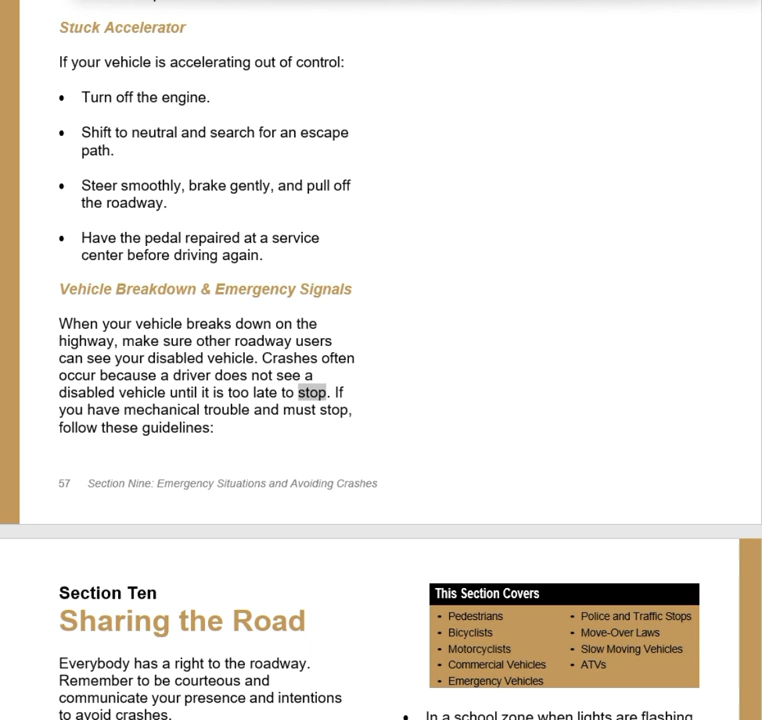 Stuck Accelerator
If your vehicle is accelerating out of control:
• Turn off the engine.
• Shift to neutral and search for an escape
path.
• Steer smoothly, brake gently, and pull off
the roadway.
• Have the pedal repaired at a service
center before driving again.
Vehicle Breakdown & Emergency Signals
When your vehicle breaks down on the
highway, make sure other roadway users
can see your disabled vehicle. Crashes often
occur because a driver does not see a
disabled vehicle until it is too late to stop. If
you have mechanical trouble and must stop,
follow these guidelines:
57 Section Nine: Emergency Situations and Avoiding Crashes
Section Ten
Sharing the Road
Everybody has a right to the roadway.
Remember to be courteous and
communicate your presence and intentions
to avoid crashes.
This Section Covers
• Pedestrians
• Bicyclists
• Motorcyclists
• Commercial Vehicles
• Emergency Vehicles
• Police and Traffic Stops
• Move-Over Laws
• Slow Moving Vehicles
• ATVs
• In a school zone when lights are flashing